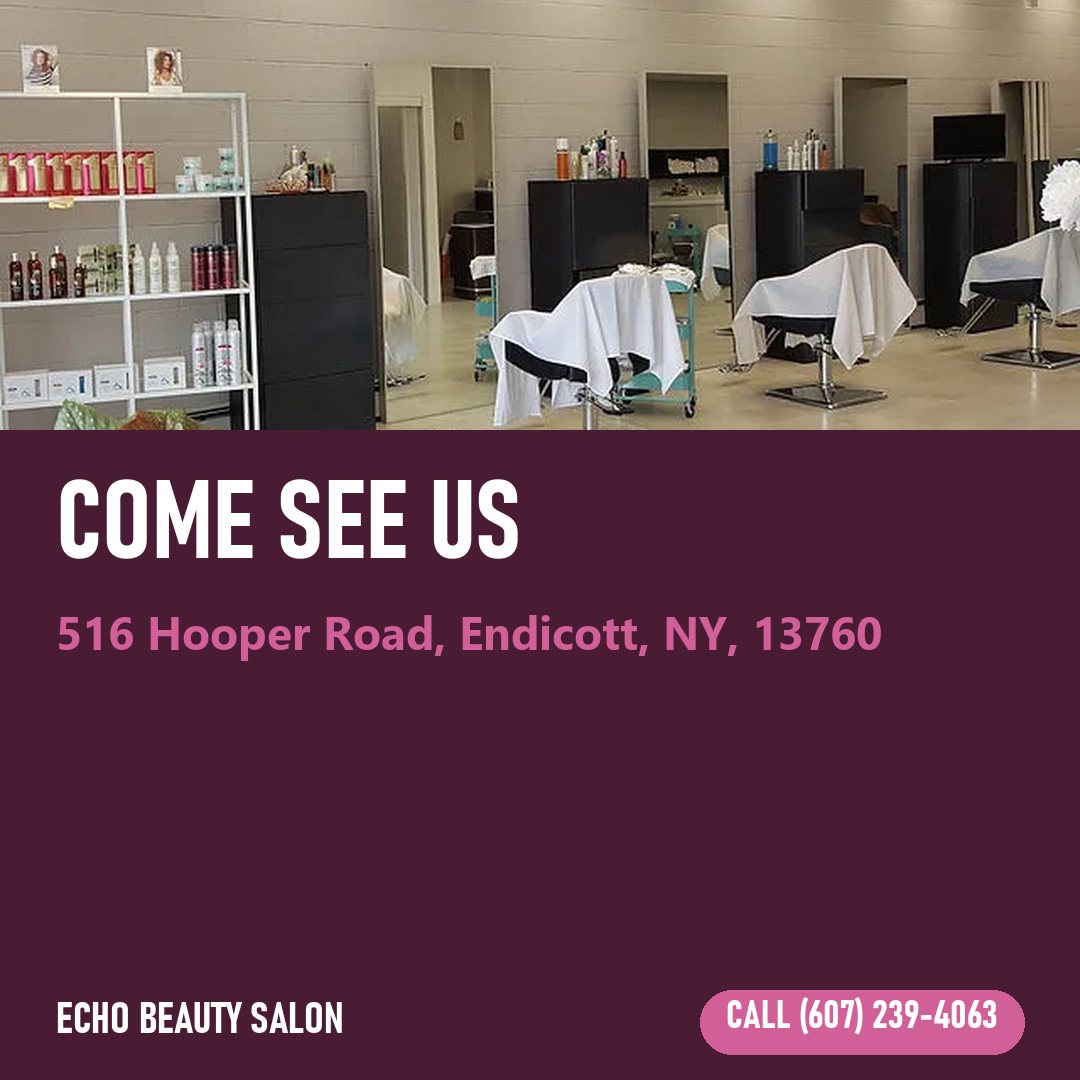 COME SEE US
516 Hooper Road, Endicott, NY, 13760
ECHO BEAUTY SALON
CALL (607) 239-4063